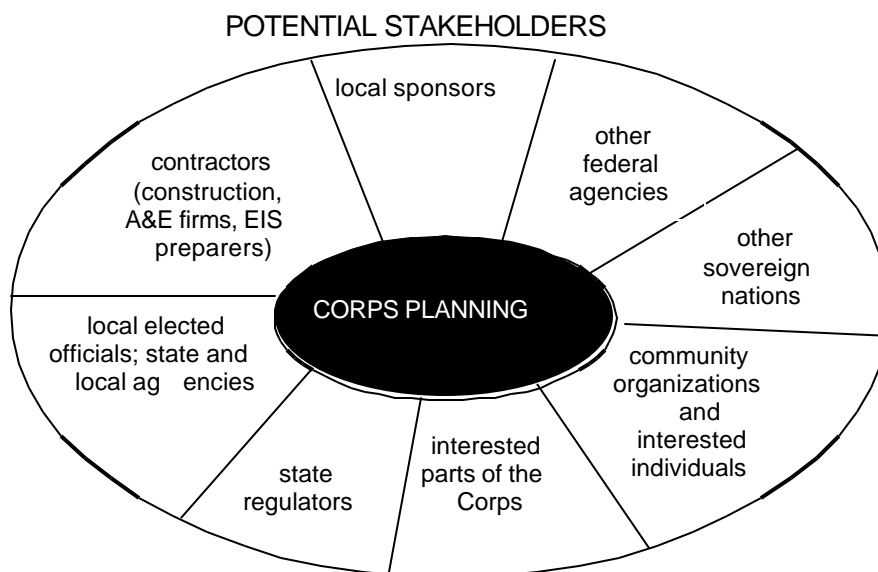 POTENTIAL STAKEHOLDERS
local sponsors
other
federal
agencies
other
sovereign
nations
community
organizations
and
interested
individuals
interested
parts of the
Corps
state
regulators
local elected
officials; state and
local ag encies
contractors
(construction,
A&E firms, EIS
preparers)
CORPS PLANNING